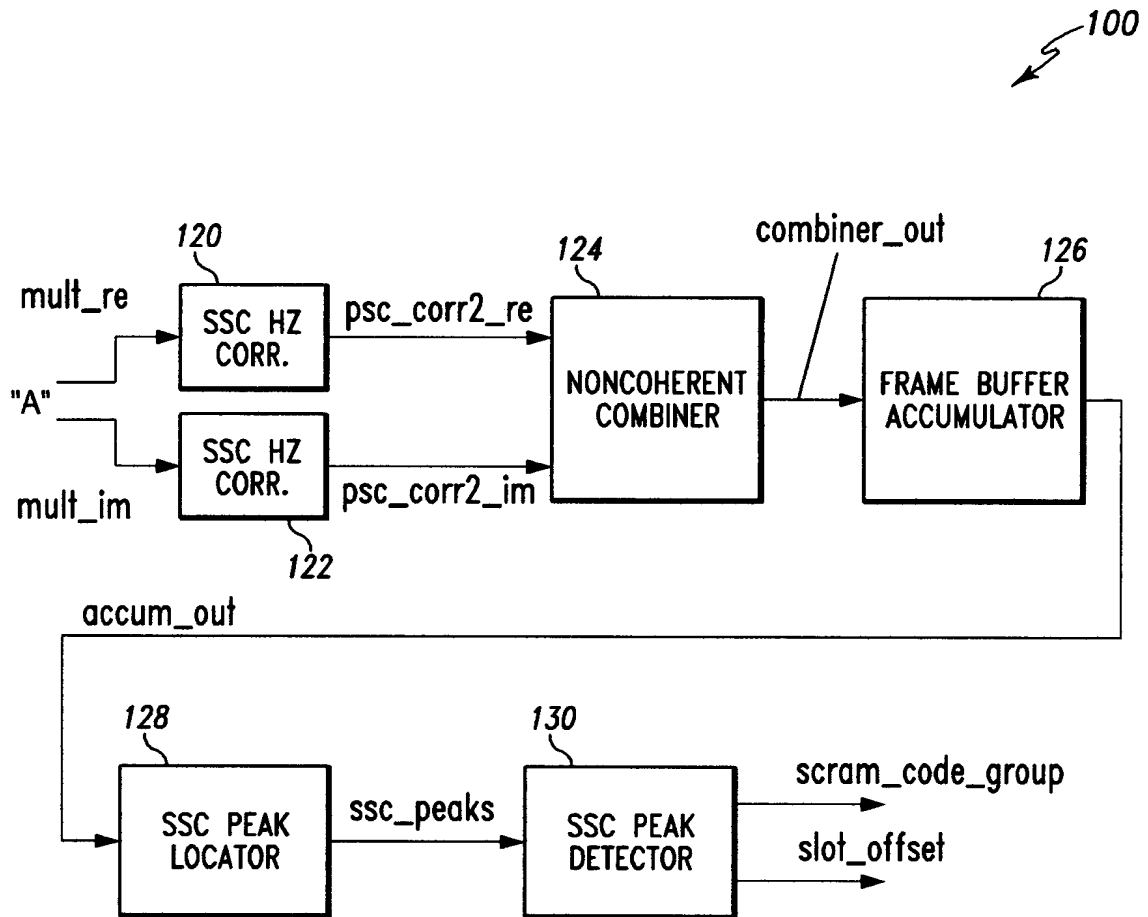 100
120
mult_re
SSC HZ
CORR.
psc_corr2_re
"A"
mult_im
SSC HZ
CORR.
psc_corr2_im
122
124
NONCOHERENT
COMBINER
combiner_out
126
FRAME BUFFER
ACCUMULATOR
accum_out
128
SSC PEAK
LOCATOR
ssc_peaks
130
SSC PEAK
DETECTOR
scram_code_group
slot_offset